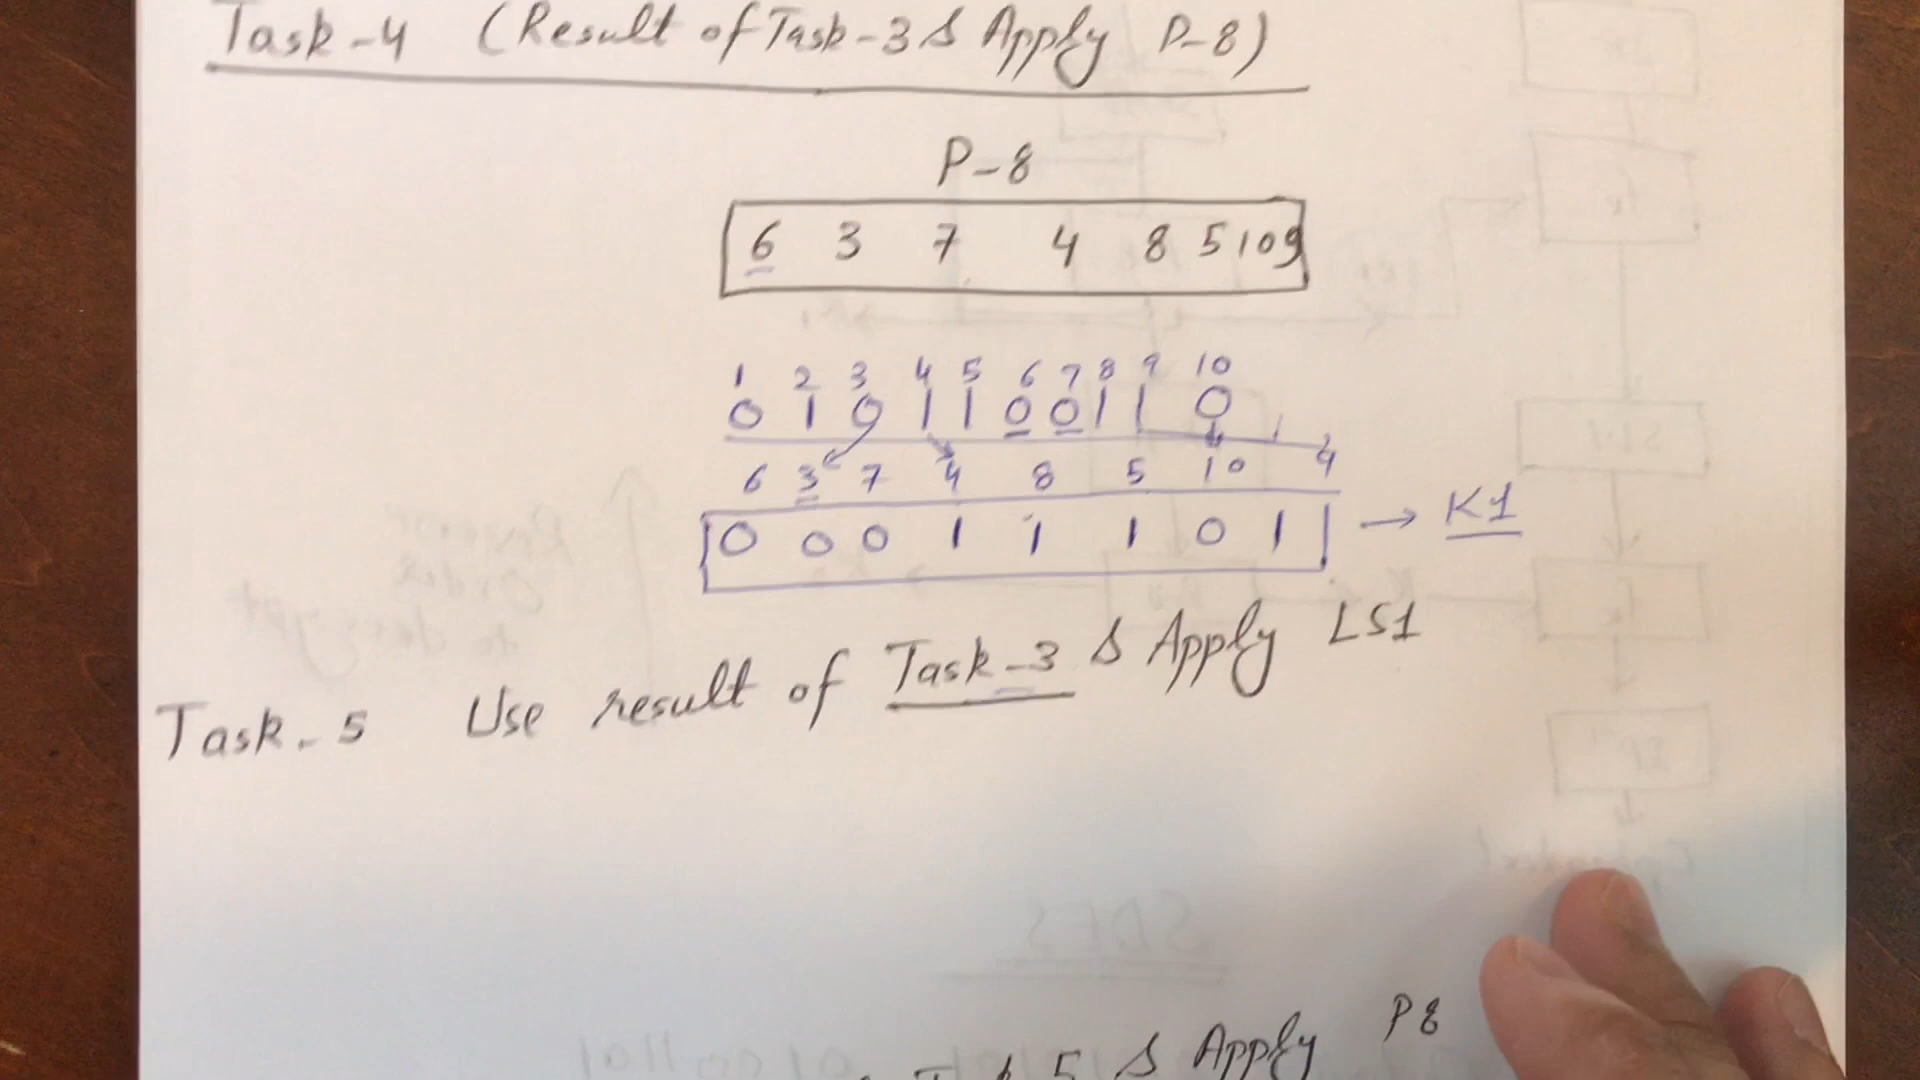 Task-4 (Result of Task-3 & Apply P-8)
P-8
6 3 7 4 8 5 10 9
1 2 3 4 5 6 7 8 9 10
0 1 0 1 1 0 0 1 1 0
6 3 7 4 8 5 10 9
0 0 0 1 1 1 0 1 → K1
Task-5 Use result of Task-3 & Apply LS1
5 & Apply P8